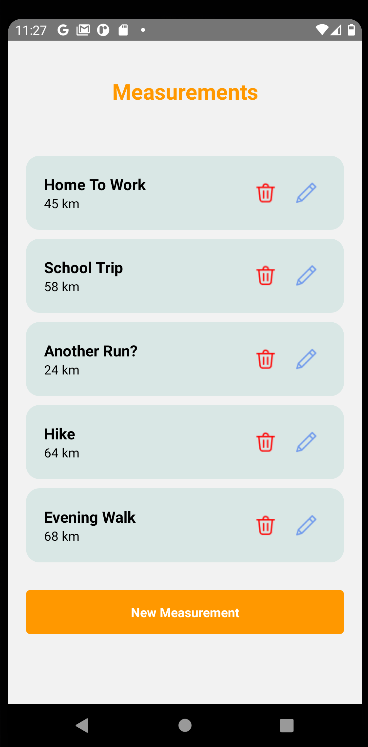 11:27
Measurements
Home To Work
45 km
School Trip
58 km
Another Run?
24 km
Hike
64 km
Evening Walk
68 km
New Measurement